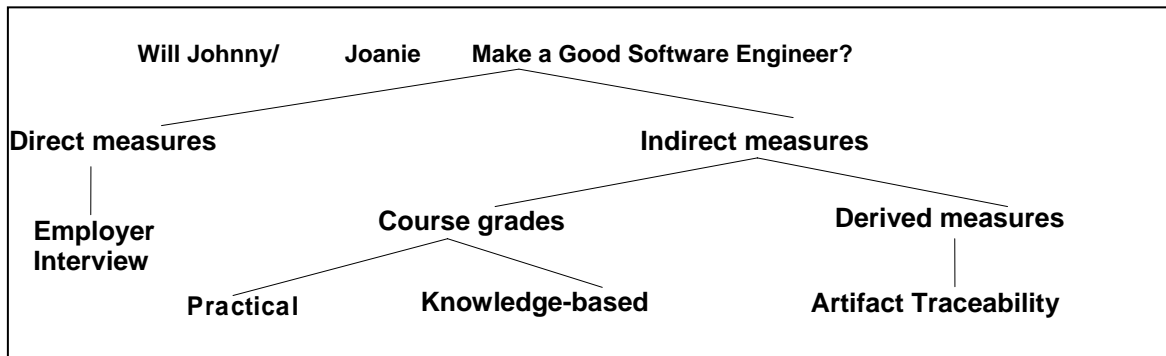 Will Johnny/ Joanie Make a Good Software Engineer?
Direct measures
Indirect measures
Employer
Interview
Course grades
Derived measures
Practical
Knowledge-based
Artifact Traceability